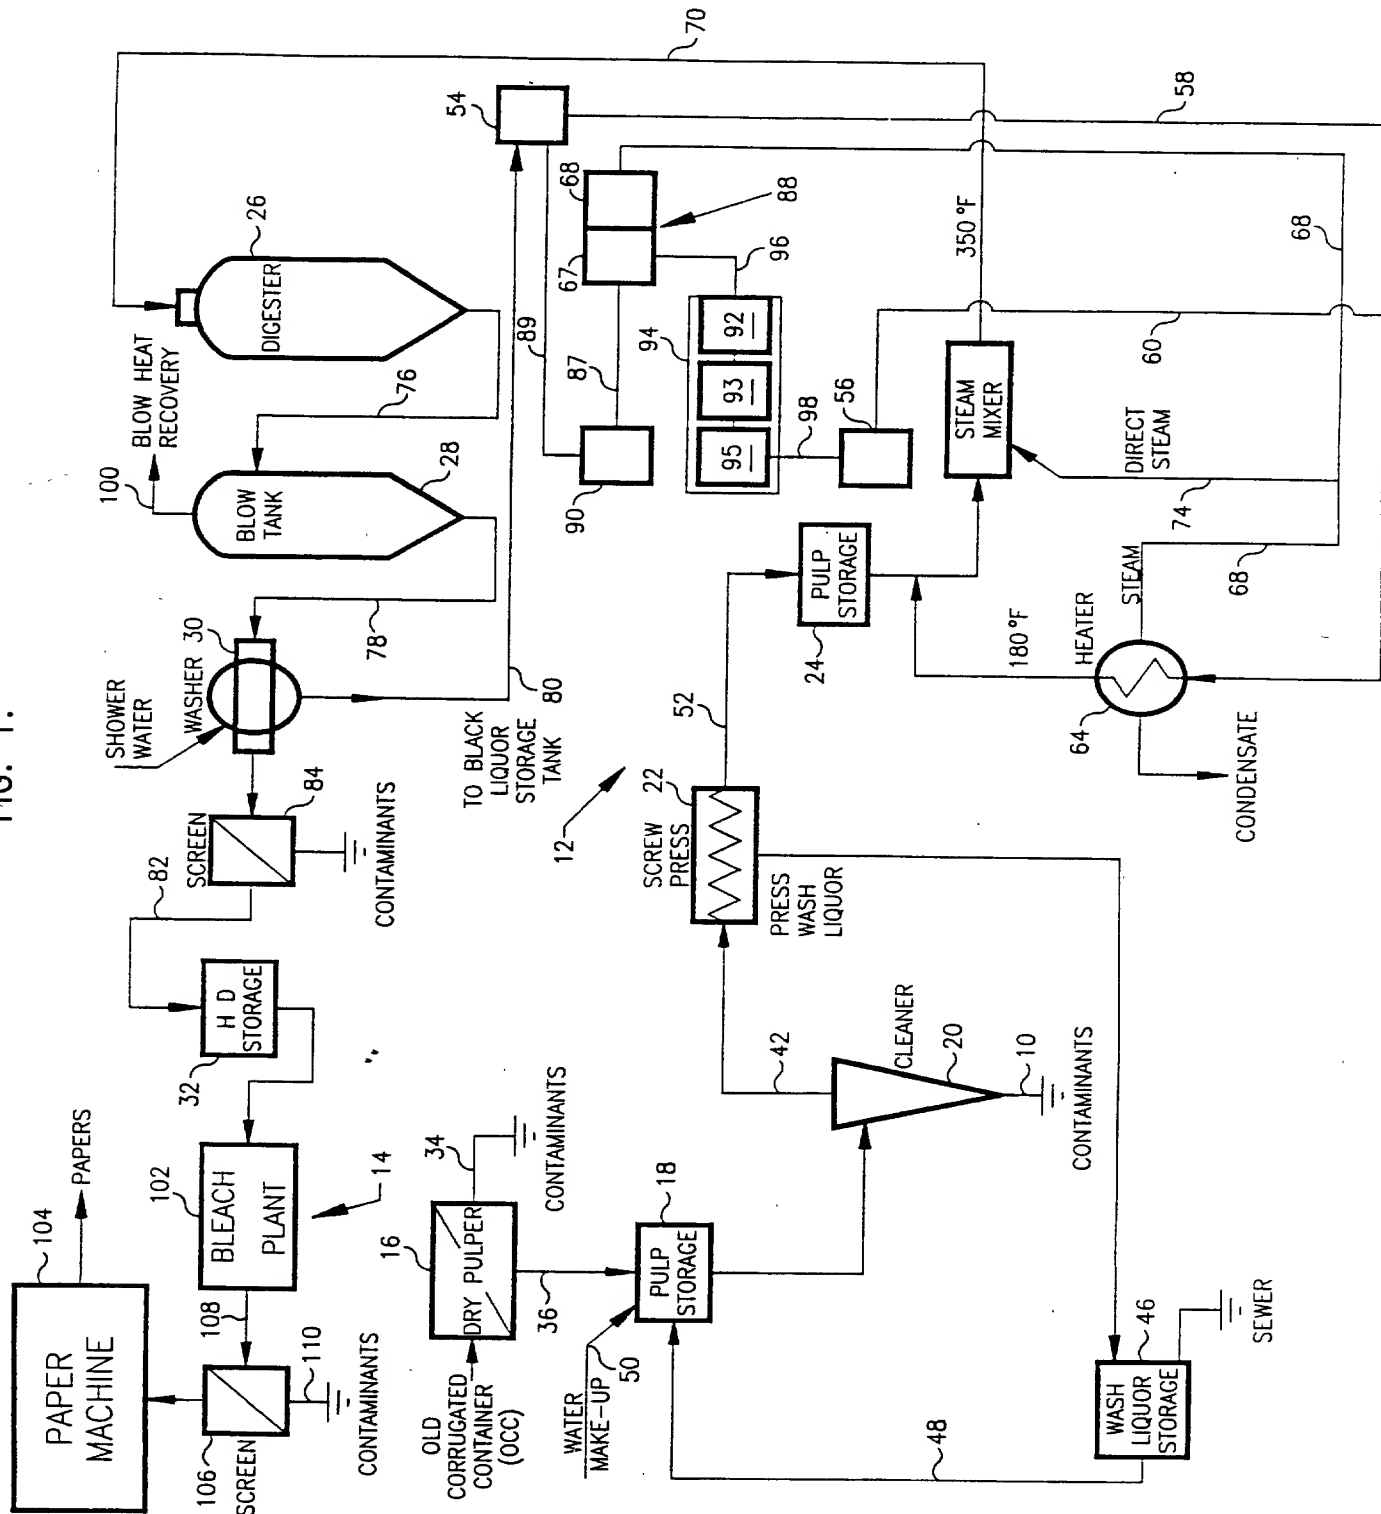 FIG. 1.
PAPER
MACHINE
104
PAPERS
106
SCREEN
108
110
CONTAMINANTS
102
BLEACH
PLANT
14
32
H D
STORAGE
82
SCREEN
84
CONTAMINANTS
SHOWER
WATER
WASHER 30
78
80
TO BLACK
LIQUOR
STORAGE
TANK
100
BLOW HEAT
RECOVERY
BLOW
TANK
28
76
DIGESTER
26
70
54
58
89
87
90
67
68
88
96
94
92
93
95
98
56
60
OLD
CORRUGATED
CONTAINER
(OCC)
16
DRY PULPER
34
CONTAMINANTS
36
WATER
MAKE-UP
50
18
PULP
STORAGE
48
42
CLEANER
20
10
CONTAMINANTS
12
SCREW
PRESS
22
PRESS
WASH
LIQUOR
52
24
PULP
STORAGE
STEAM
MIXER
350 °F
DIRECT
STEAM
74
68
68
STEAM
180 °F
HEATER
64
CONDENSATE
WASH
LIQUOR
STORAGE
46
SEWER